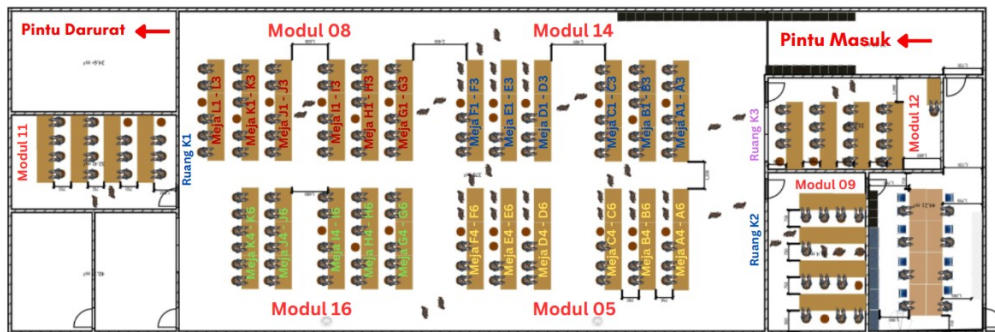 Pintu Darurat
Modul 08
Modul 14
Pintu Masuk
Meja L1 - L3
Meja K1 - K3
Meja J1 - J3
Meja I1 - I3
Meja H1 - H3
Meja G1 - G3
Meja F1 - F3
Meja E1 - E3
Meja D1 - D3
Meja C1 - C3
Meja B1 - B3
Meja A1 - A3
Modul 11
Ruang K1
Ruang K3
Modul 12
Meja K4 - K6
Meja J4 - J6
Meja I4 - I6
Meja H4 - H6
Meja G4 - G6
Meja F4 - F6
Meja E4 - E6
Meja D4 - D6
Meja C4 - C6
Meja B4 - B6
Meja A4 - A6
Ruang K2
Modul 09
Modul 16
Modul 05